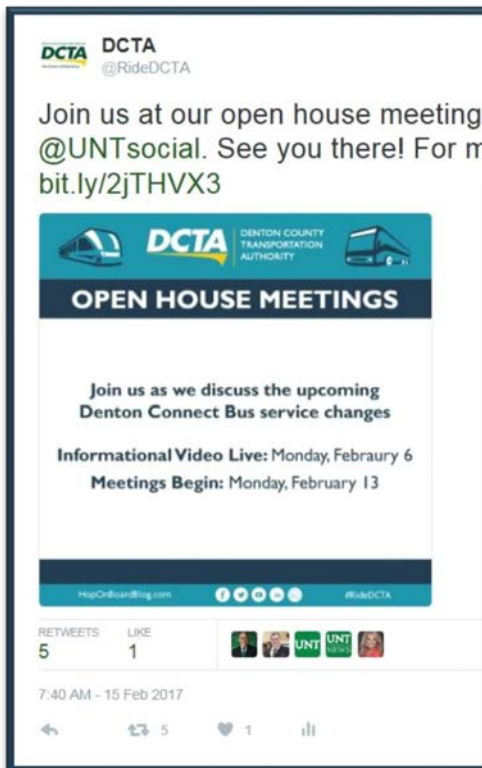 DCTA
@RideDCTA
Join us at our open house meeting
@UNTsocial. See you there! For m
bit.ly/2jTHVX3
DCTA
DENTON COUNTY
TRANSPORTATION
AUTHORITY
OPEN HOUSE MEETINGS
Join us as we discuss the upcoming
Denton Connect Bus service changes
Informational Video Live: Monday, Febraury 6
Meetings Begin: Monday, February 13
HopOnBoardBlog.com
#RideDCTA
RETWEETS LIKE
5 1
UNT
UNT
NEWS
7:40 AM - 15 Feb 2017
5 1